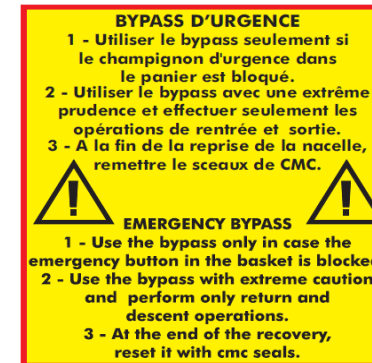 BYPASS D'URGENCE
1 - Utiliser le bypass seulement si
le champignon d'urgence dans
le panier est bloqué.
2 - Utiliser le bypass avec une extrême
prudence et effectuer seulement les
opérations de rentrée et sortie.
3 - A la fin de la reprise de la nacelle,
remettre le sceaux de CMC.
EMERGENCY BYPASS
1 - Use the bypass only in case the
emergency button in the basket is blocked
2 - Use the bypass with extreme caution
and perform only return and
descent operations.
3 - At the end of the recovery,
reset it with cmc seals.